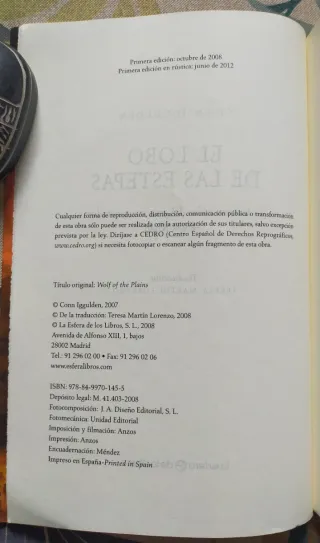 Primera edición: octubre de 2008
Primera edición en rústica: junio de 2012
EL LOBO
DE LAS ESTEPAS
Cualquier forma de reproducción, distribución, comunicación pública o transformación
de esta obra sólo puede ser realizada con la autorización de sus titulares, salvo excepción
prevista por la ley. Diríjase a CEDRO (Centro Español de Derechos Reprográficos,
www.cedro.org) si necesita fotocopiar o escanear algún fragmento de esta obra.
Título original: Wolf of the Plains
© Conn Iggulden, 2007
© De la traducción: Teresa Martín Lorenzo, 2008
© La Esfera de los Libros, S. L., 2008
Avenida de Alfonso XIII, 1, bajos
28002 Madrid
Tel.: 91 296 02 00 • Fax: 91 296 02 06
www.esferalibros.com
ISBN: 978-84-9970-145-5
Depósito legal: M. 41.403-2008
Fotocomposición: J. A. Diseño Editorial, S. L.
Fotomecánica: Unidad Editorial
Imposición y filmación: Anzos
Impresión: Anzos
Encuadernación: Méndez
Impreso en España-Printed in Spain